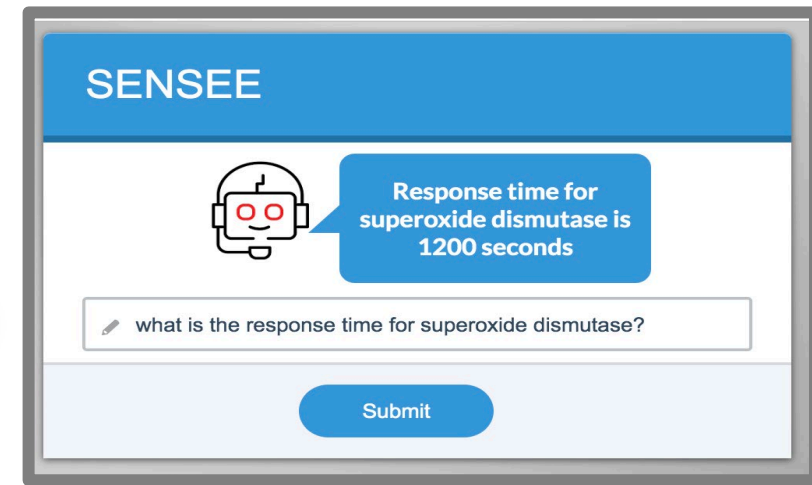 SENSEE
Response time for
superoxide dismutase is
1200 seconds
what is the response time for superoxide dismutase?
Submit